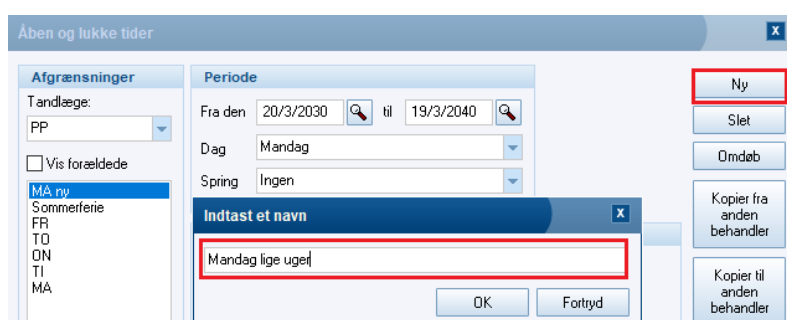 Åben og lukke tider
Afgrænsninger
Tandlæge:
PP
Vis forældede
MA ny
Sommerferie
FR
TO
ON
TI
MA
Periode
Fra den 20/3/2030 til 19/3/2040
Dag Mandag
Spring Ingen
Indtast et navn
Mandag lige uger
OK Fortryd
Ny
Slet
Omdøb
Kopier fra
anden
behandler
Kopier til
anden
behandler